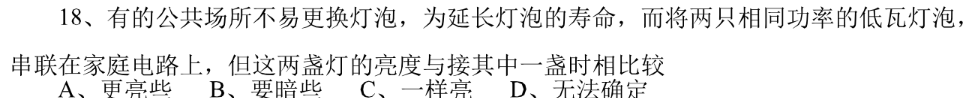 18、有的公共场所不易更换灯泡，为延长灯泡的寿命，而将两只相同功率的低瓦灯泡，
串联在家庭电路上，但这两盏灯的亮度与接其中一盏时相比较
A、更亮些 B、要暗些 C、一样亮 D、无法确定